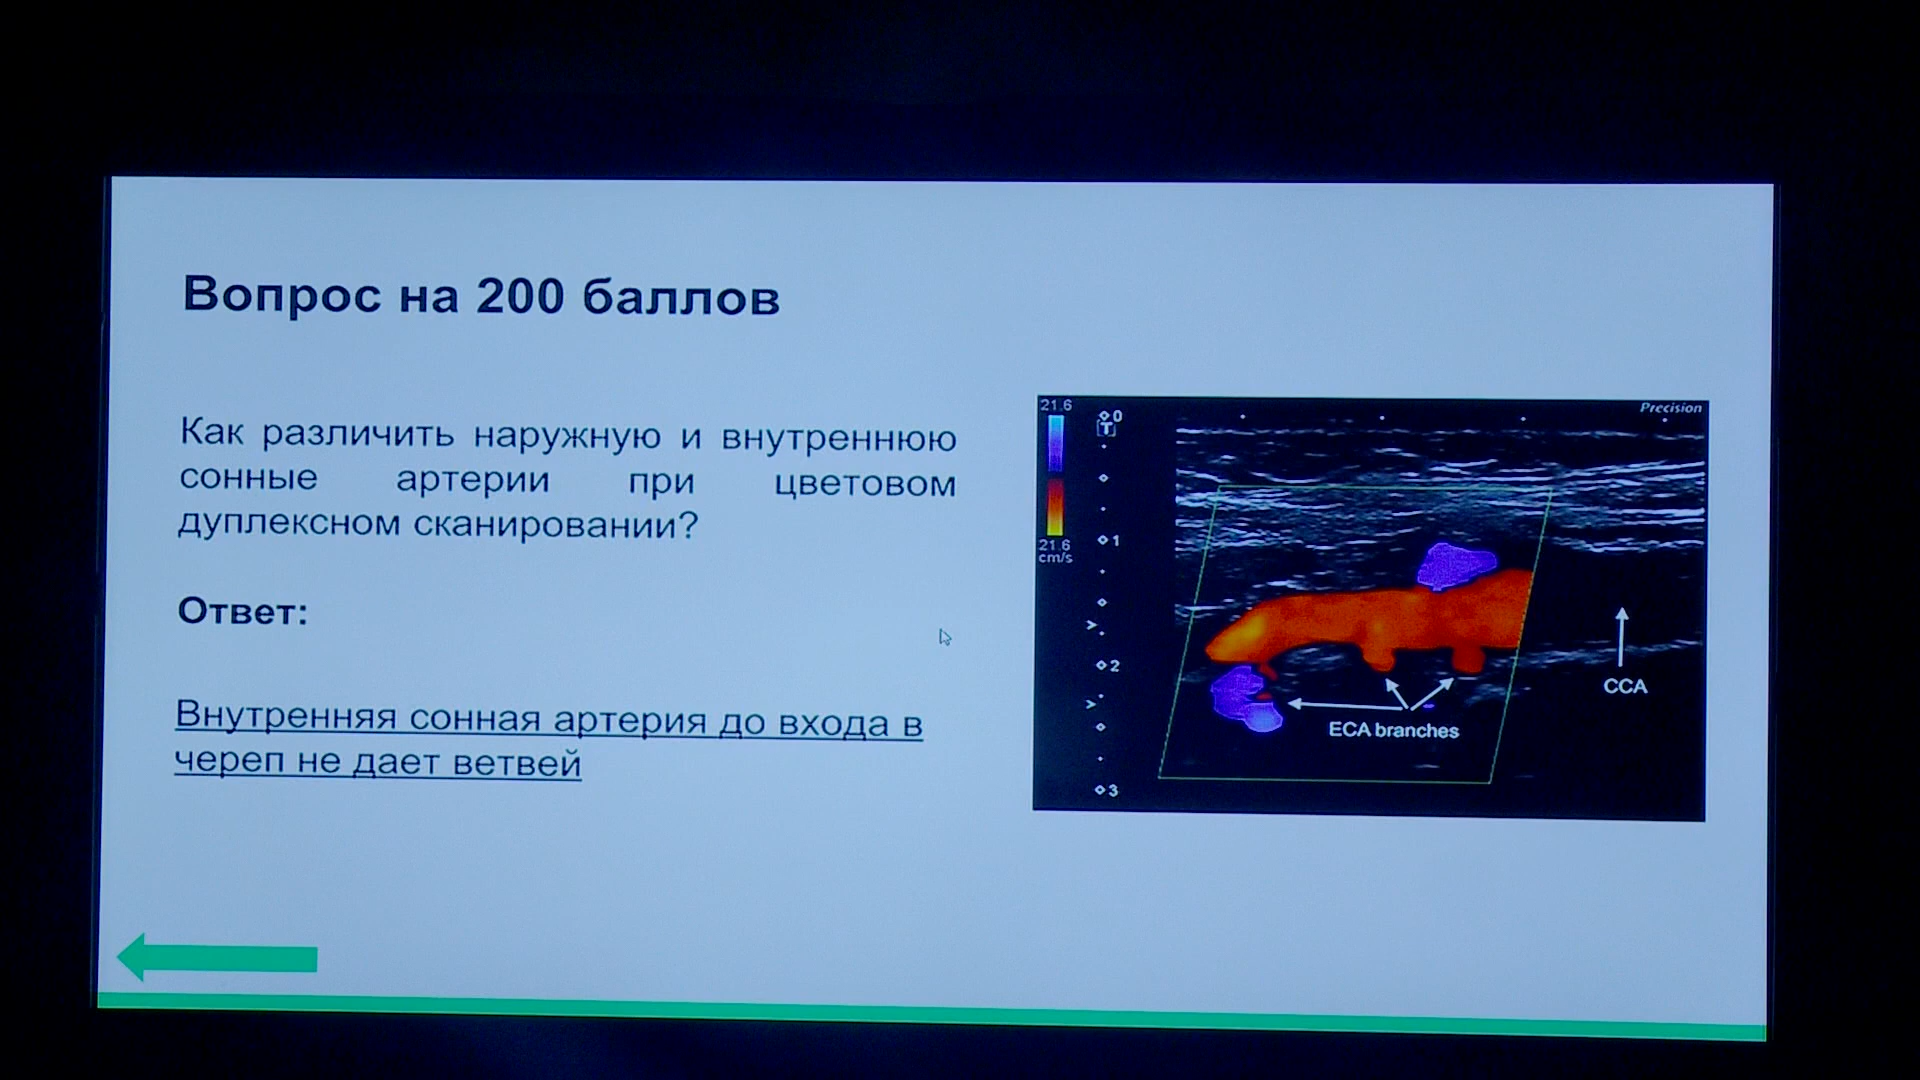 Вопрос на 200 баллов
Как различить наружную и внутреннюю
сонные артерии при цветовом
дуплексном сканировании?
Ответ:
Внутренняя сонная артерия до входа в
череп не дает ветвей
21.6
21.6
cm/s
0
T
1
2
3
Precision
CCA
ECA branches